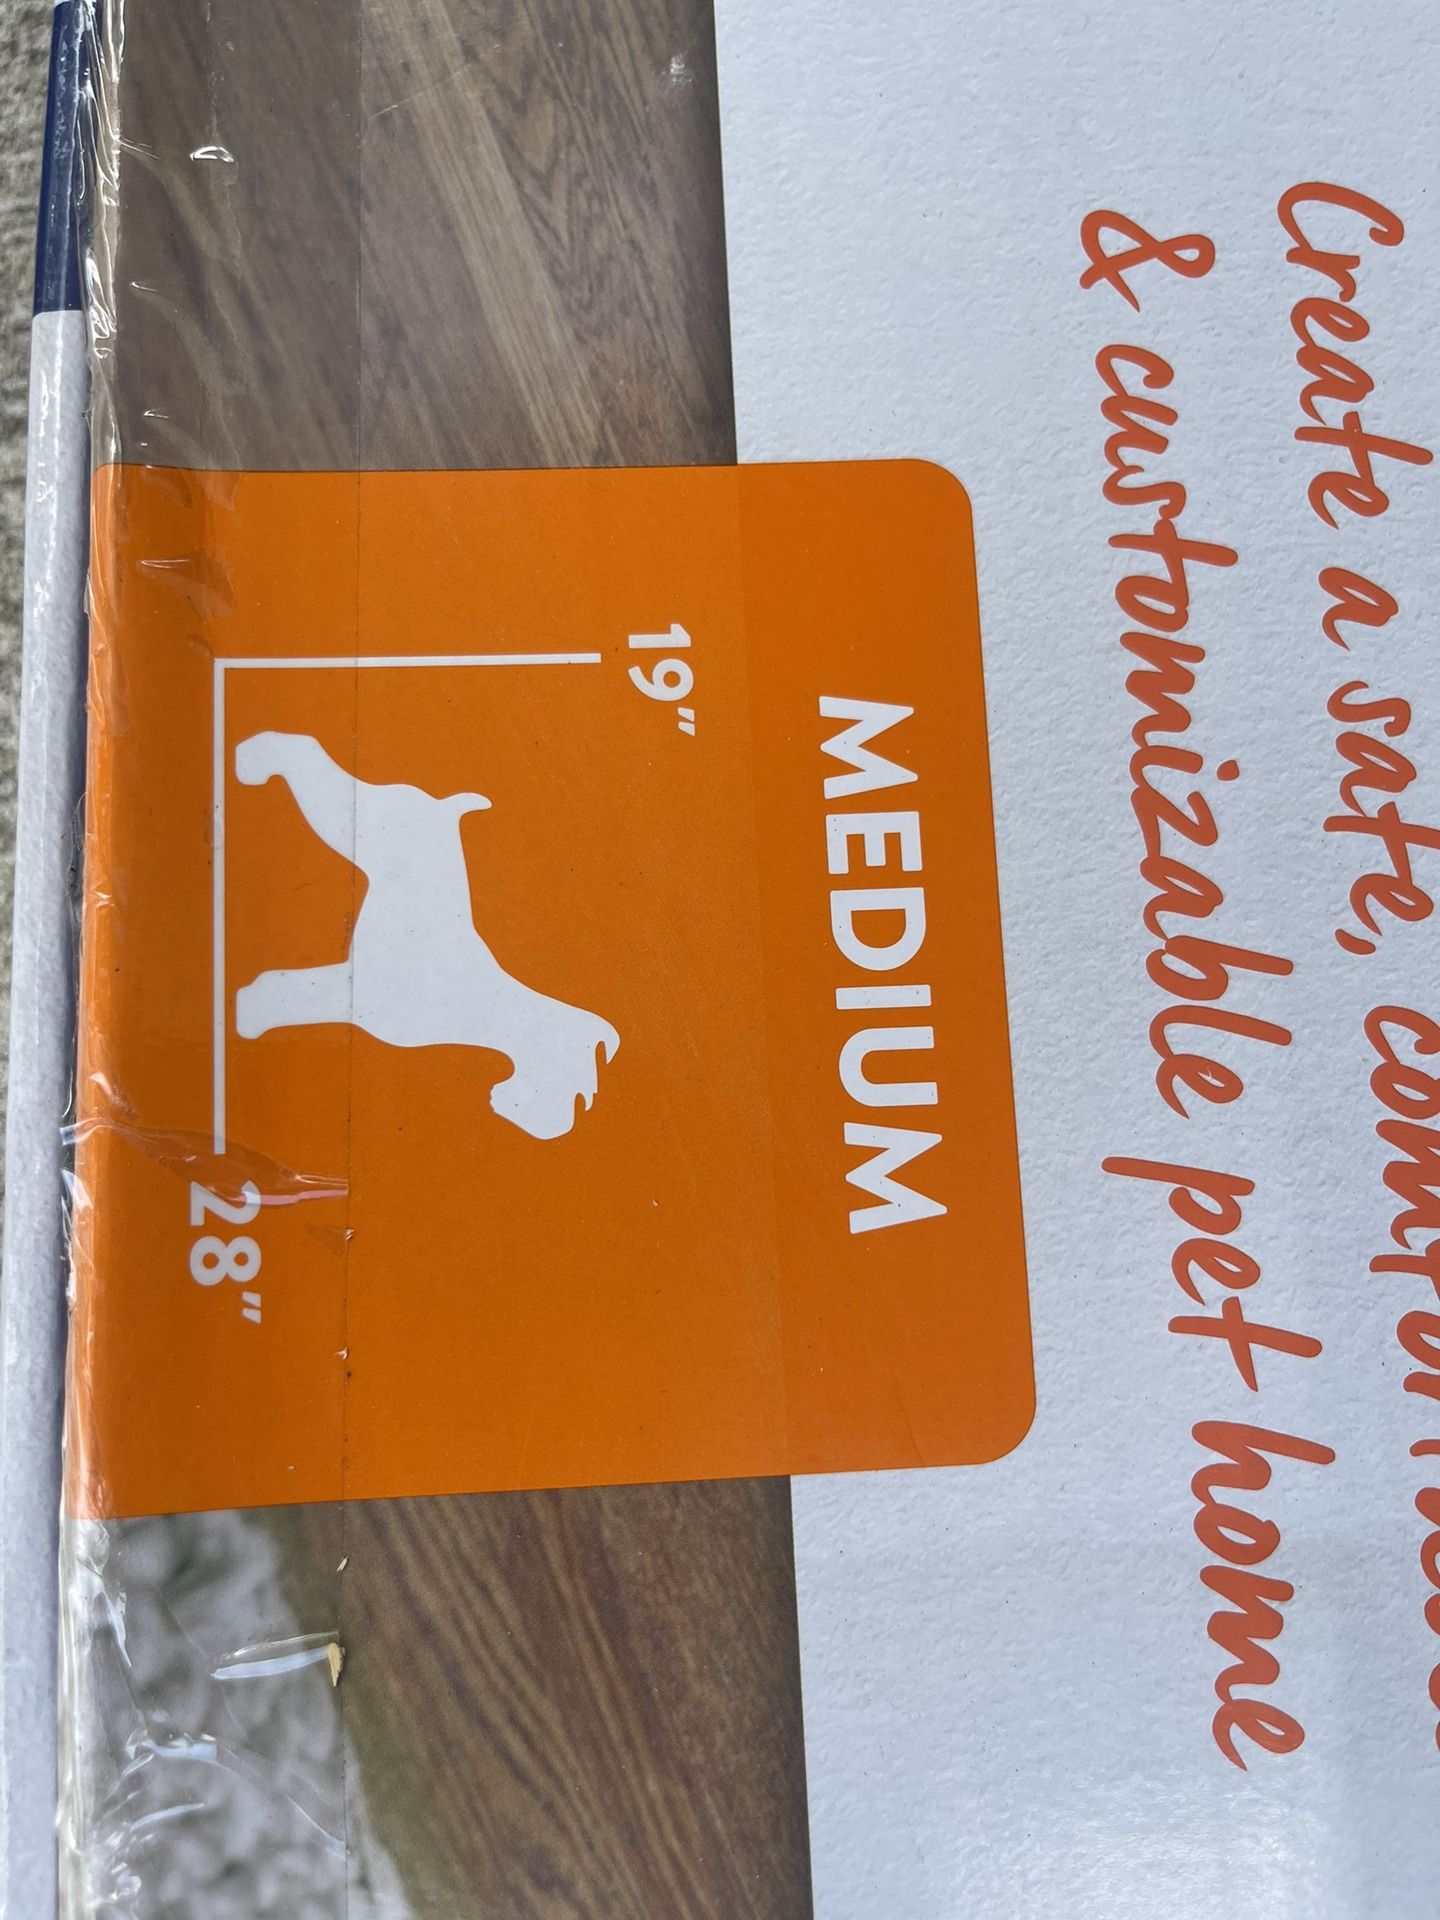 Create a safe,
& customizable pet home
MEDIUM
19"
28"